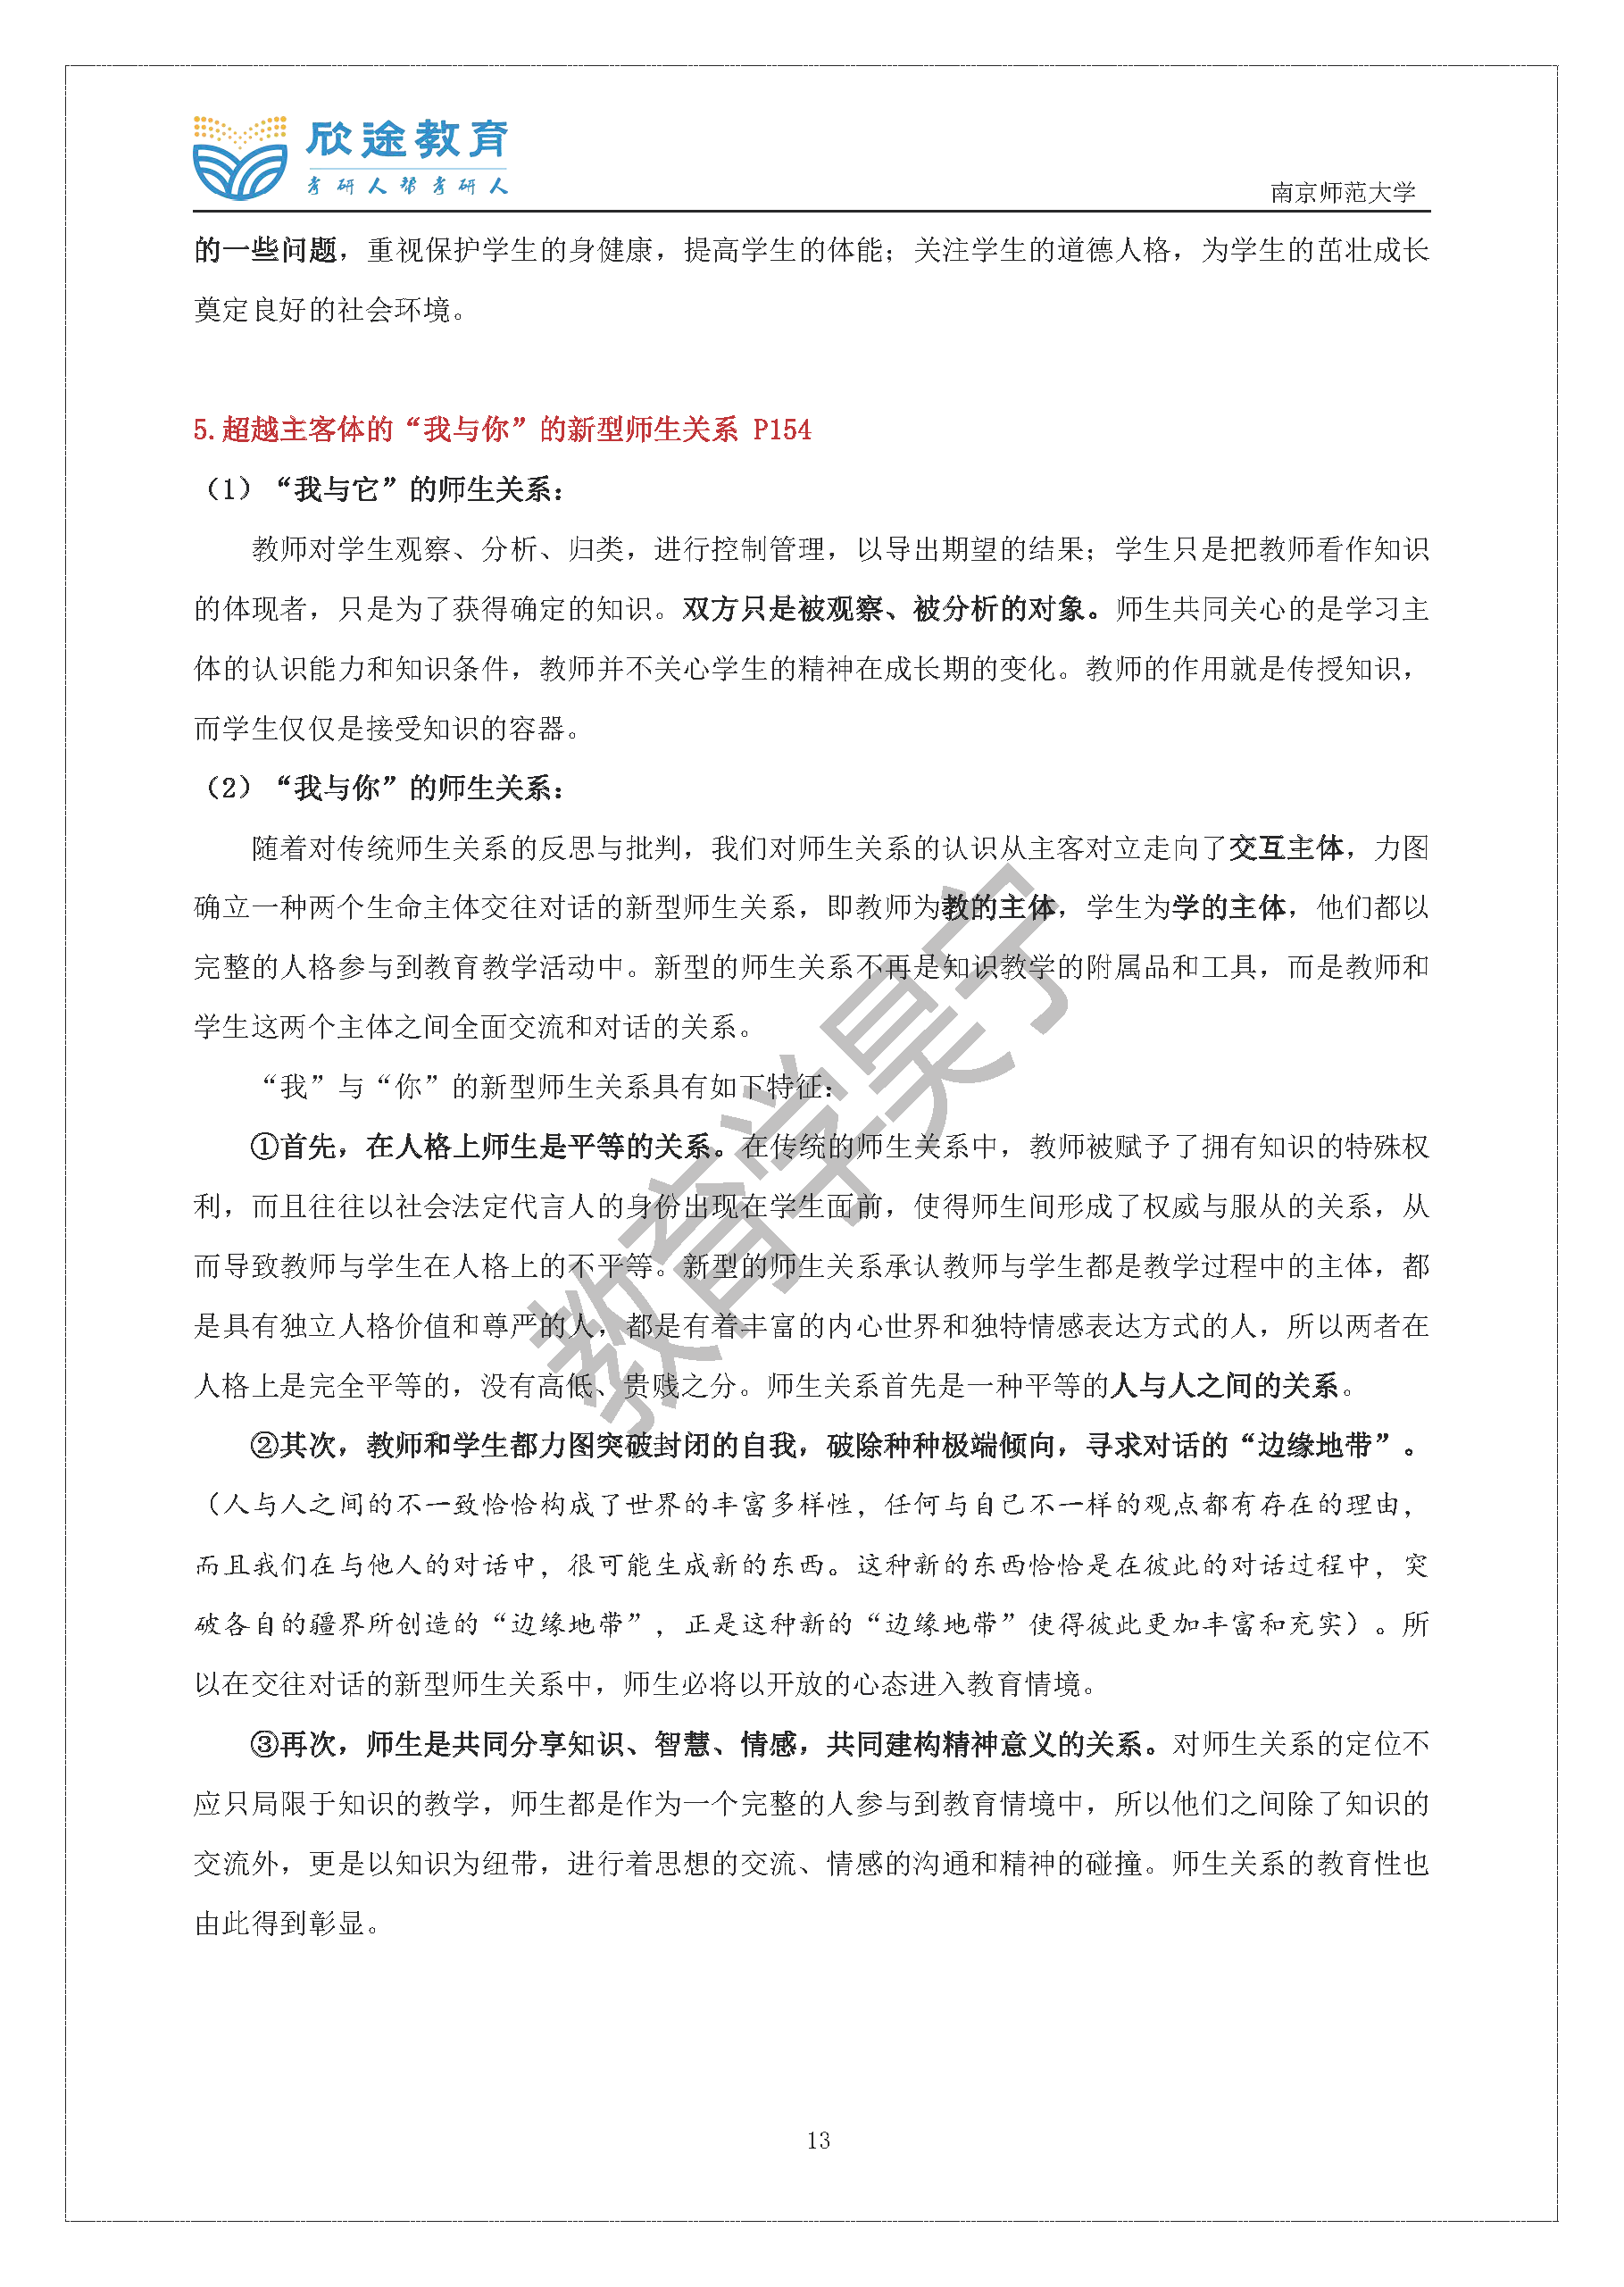 欣途教育
考研人帮考研人
南京师范大学
的一些问题，重视保护学生的身健康，提高学生的体能；关注学生的道德人格，为学生的茁壮成长
奠定良好的社会环境。
5.超越主客体的“我与你”的新型师生关系 P154
（1）“我与它”的师生关系：
教师对学生观察、分析、归类，进行控制管理，以导出期望的结果；学生只是把教师看作知识
的体现者，只是为了获得确定的知识。双方只是被观察、被分析的对象。师生共同关心的是学习主
体的认识能力和知识条件，教师并不关心学生的精神在成长期的变化。教师的作用就是传授知识，
而学生仅仅是接受知识的容器。
（2）“我与你”的师生关系：
随着对传统师生关系的反思与批判，我们对师生关系的认识从主客对立走向了交互主体，力图
确立一种两个生命主体交往对话的新型师生关系，即教师为教的主体，学生为学的主体，他们都以
完整的人格参与到教育教学活动中。新型的师生关系不再是知识教学的附属品和工具，而是教师和
学生这两个主体之间全面交流和对话的关系。
“我”与“你”的新型师生关系具有如下特征：
①首先，在人格上师生是平等的关系。在传统的师生关系中，教师被赋予了拥有知识的特殊权
利，而且往往以社会法定代言人的身份出现在学生面前，使得师生间形成了权威与服从的关系，从
而导致教师与学生在人格上的不平等。新型的师生关系承认教师与学生都是教学过程中的主体，都
是具有独立人格价值和尊严的人，都是有着丰富的内心世界和独特情感表达方式的人，所以两者在
人格上是完全平等的，没有高低、贵贱之分。师生关系首先是一种平等的人与人之间的关系。
②其次，教师和学生都力图突破封闭的自我，破除种种极端倾向，寻求对话的“边缘地带”。
（人与人之间的不一致恰恰构成了世界的丰富多样性，任何与自己不一样的观点都有存在的理由，
而且我们在与他人的对话中，很可能生成新的东西。这种新的东西恰恰是在彼此的对话过程中，突
破各自的疆界所创造的“边缘地带”，正是这种新的“边缘地带”使得彼此更加丰富和充实）。所
以在交往对话的新型师生关系中，师生必将以开放的心态进入教育情境。
③再次，师生是共同分享知识、智慧、情感，共同建构精神意义的关系。对师生关系的定位不
应只局限于知识的教学，师生都是作为一个完整的人参与到教育情境中，所以他们之间除了知识的
交流外，更是以知识为纽带，进行着思想的交流、情感的沟通和精神的碰撞。师生关系的教育性也
由此得到彰显。
教育学昊宁
13